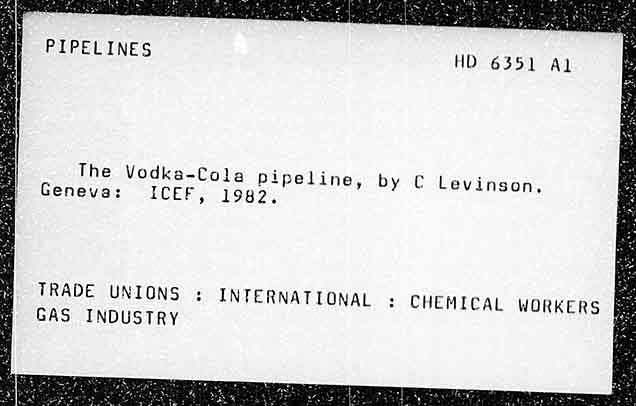 PIPELINES
HD 6351 A1
The Vodka-Cola pipeline, by C Levinson.
Geneva: ICEF, 1982.
TRADE UNIONS : INTERNATIONAL : CHEMICAL WORKERS
GAS INDUSTRY